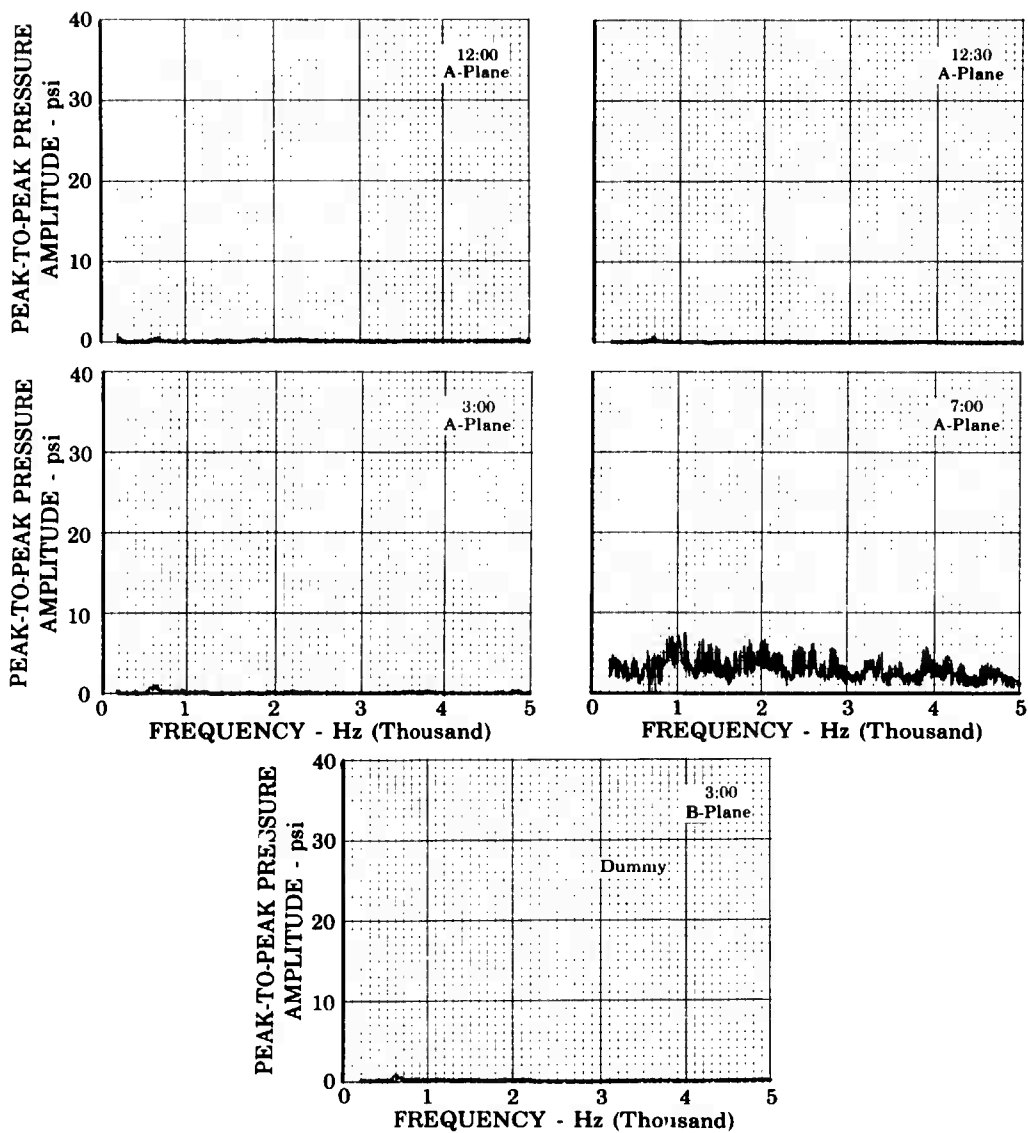 PEAK-TO-PEAK PRESSURE
AMPLITUDE - psi
40
30
20
10
0
12:00
A-Plane
12:30
A-Plane
PEAK-TO-PEAK PRESSURE
AMPLITUDE - psi
40
30
20
10
0
3:00
A-Plane
0 1 2 3 4 5
FREQUENCY - Hz (Thousand)
7:00
A-Plane
0 1 2 3 4 5
FREQUENCY - Hz (Thousand)
PEAK-TO-PEAK PRESSURE
AMPLITUDE - psi
40
30
20
10
0
3:00
B-Plane
Dummy
0 1 2 3 4 5
FREQUENCY - Hz (Thousand)